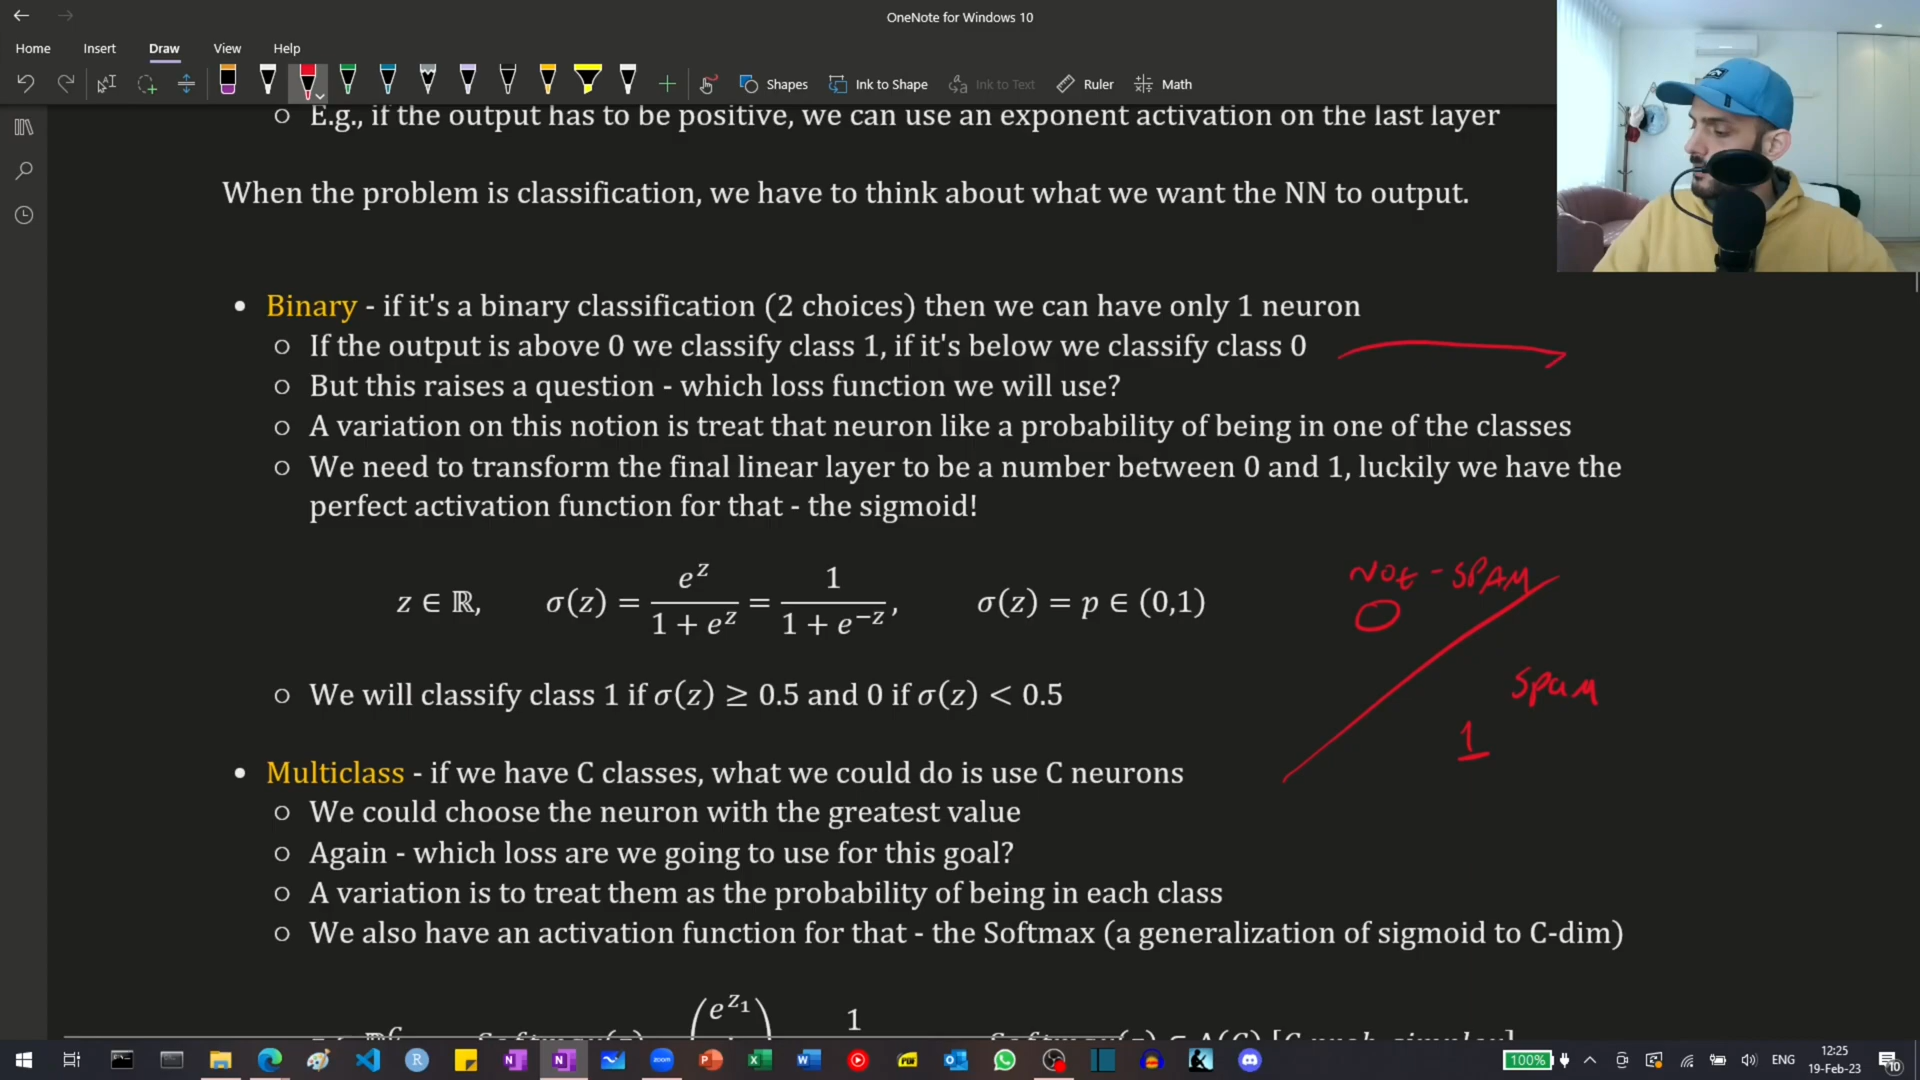 OneNote for Windows 10
Home Insert Draw View Help
Shapes Ink to Shape Ink to Text Ruler Math
E.g., if the output has to be positive, we can use an exponent activation on the last layer
When the problem is classification, we have to think about what we want the NN to output.
Binary - if it's a binary classification (2 choices) then we can have only 1 neuron
If the output is above 0 we classify class 1, if it's below we classify class 0
But this raises a question - which loss function we will use?
A variation on this notion is treat that neuron like a probability of being in one of the classes
We need to transform the final linear layer to be a number between 0 and 1, luckily we have the
perfect activation function for that - the sigmoid!
z ∈ ℝ, σ(z) = e^z / (1 + e^z) = 1 / (1 + e^{-z}), σ(z) = p ∈ (0,1)
Not - SPAM
0
Spam
1
We will classify class 1 if σ(z) ≥ 0.5 and 0 if σ(z) < 0.5
Multiclass - if we have C classes, what we could do is use C neurons
We could choose the neuron with the greatest value
Again - which loss are we going to use for this goal?
A variation is to treat them as the probability of being in each class
We also have an activation function for that - the Softmax (a generalization of sigmoid to C-dim)
e^{z_1}
1
100% ENG 12:25
19-Feb-23
10